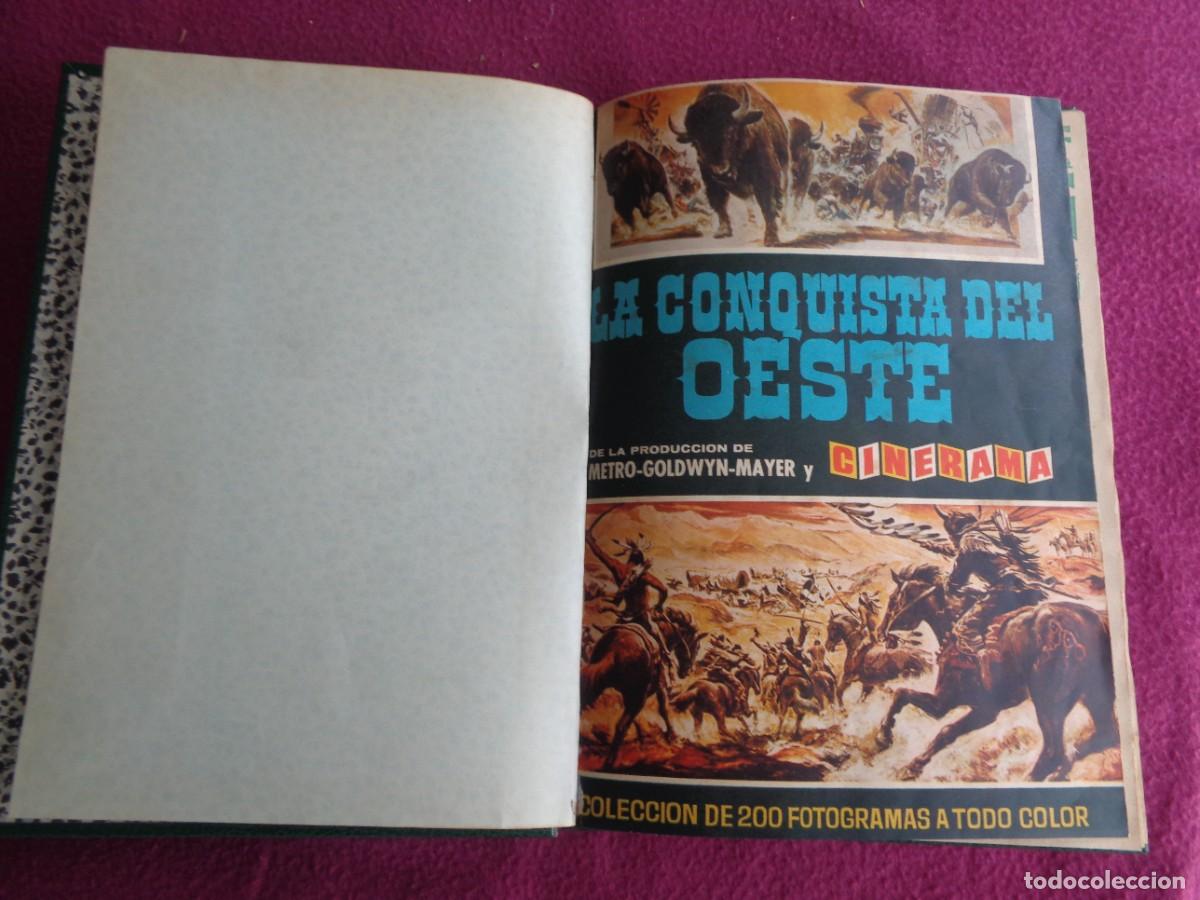 LA CONQUISTA DEL
OESTE
DE LA PRODUCCION DE
METRO-GOLDWYN-MAYER y CINERAMA
COLECCION DE 200 FOTOGRAMAS A TODO COLOR
todocoleccion